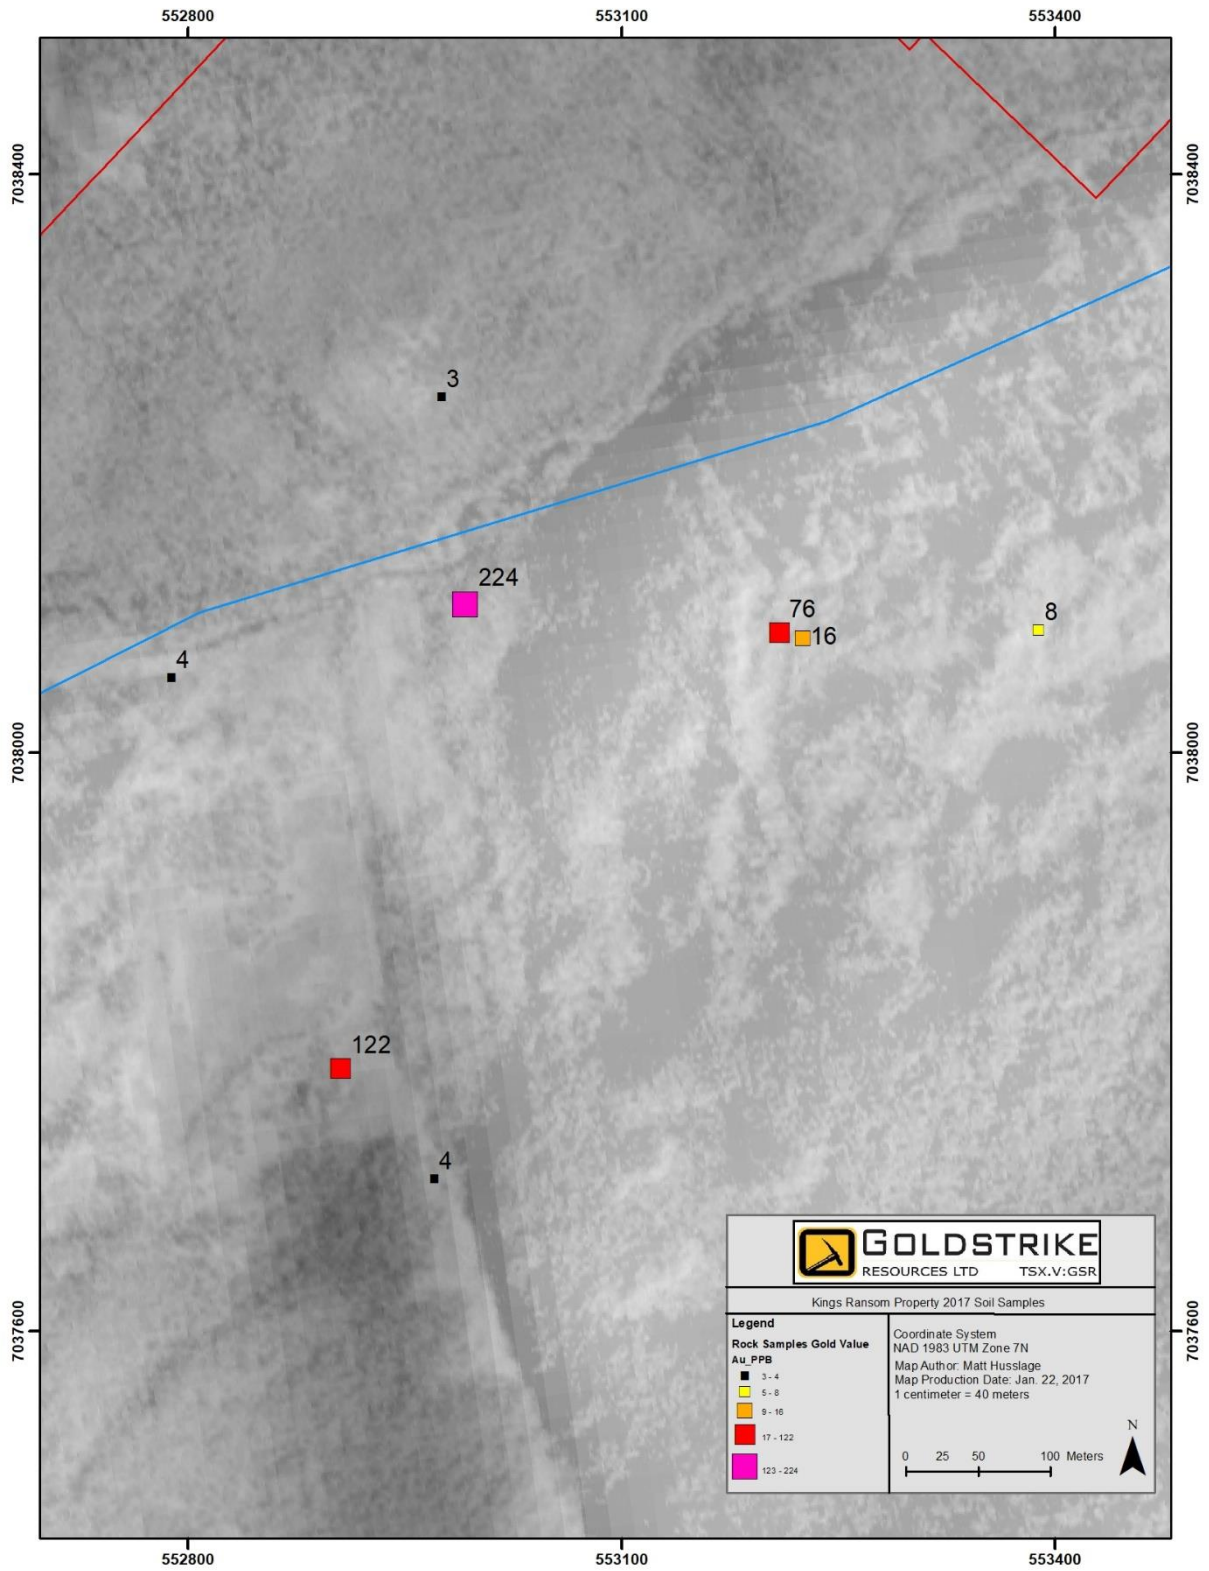 552800 553100 553400
7038400 7038400
3
224
76
16
8
4
7038000 7038000
122
4
GOLDSTRIKE
RESOURCES LTD TSX.V:GSR
Kings Ransom Property 2017 Soil Samples
Legend
Rock Samples Gold Value
Au_PPB
3 - 4
5 - 8
9 - 16
17 - 122
123 - 224
Coordinate System
NAD 1983 UTM Zone 7N
Map Author: Matt Husslage
Map Production Date: Jan. 22, 2017
1 centimeter = 40 meters
N
0 25 50 100 Meters
7037600 7037600
552800 553100 553400